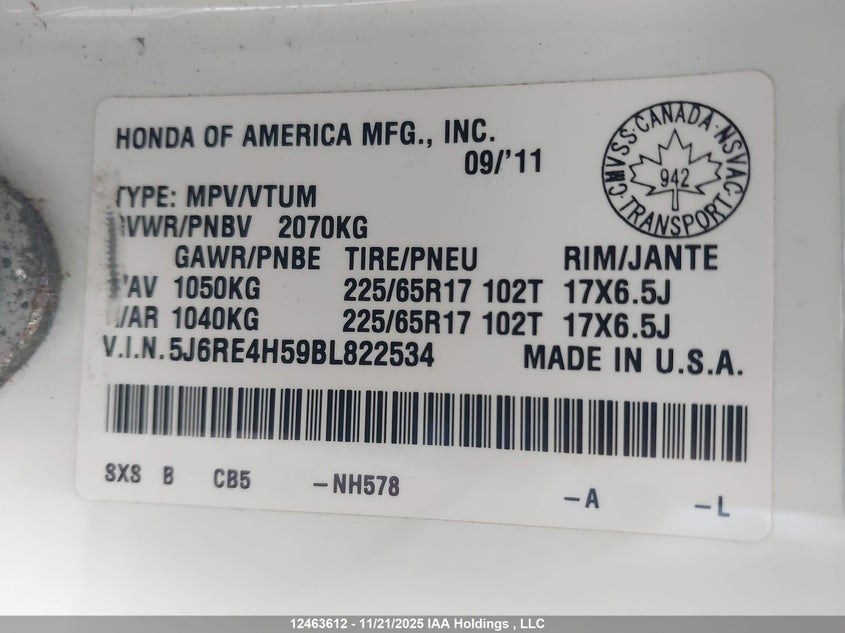 HONDA OF AMERICA MFG., INC.
09/'11
CMVSS·CANADA·NSVAC·TRANSPORT·
942
TYPE: MPV/VTUM
GVWR/PNBV 2070KG
GAWR/PNBE TIRE/PNEU RIM/JANTE
F/AV 1050KG 225/65R17 102T 17X6.5J
R/AR 1040KG 225/65R17 102T 17X6.5J
V.I.N. 5J6RE4H59BL822534 MADE IN U.S.A.
SXS B CB5 -NH578 -A -L
12463612 - 11/21/2025 IAA Holdings , LLC